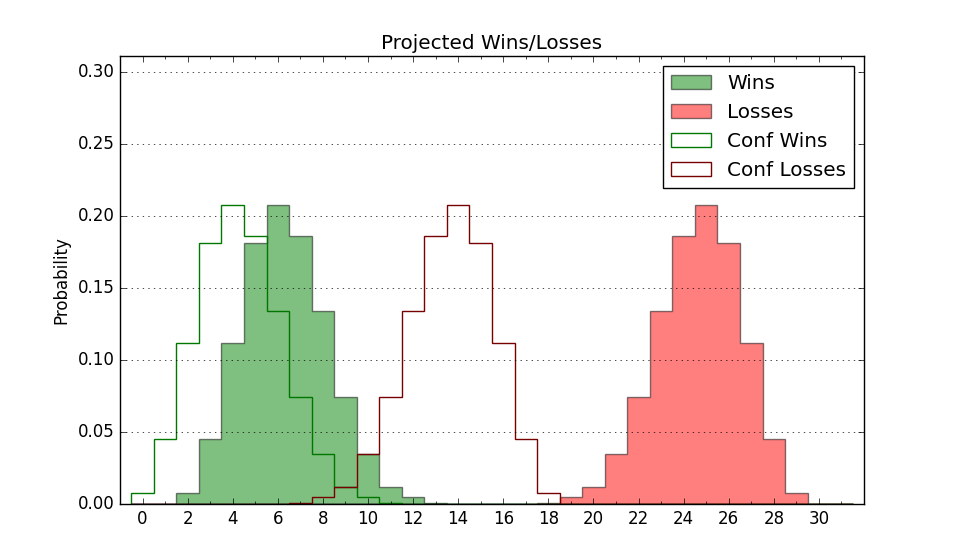 Projected Wins/Losses
0.30
0.25
0.20
0.15
0.10
0.05
0.00
Probability
Wins
Losses
Conf Wins
Conf Losses
0 2 4 6 8 10 12 14 16 18 20 22 24 26 28 30